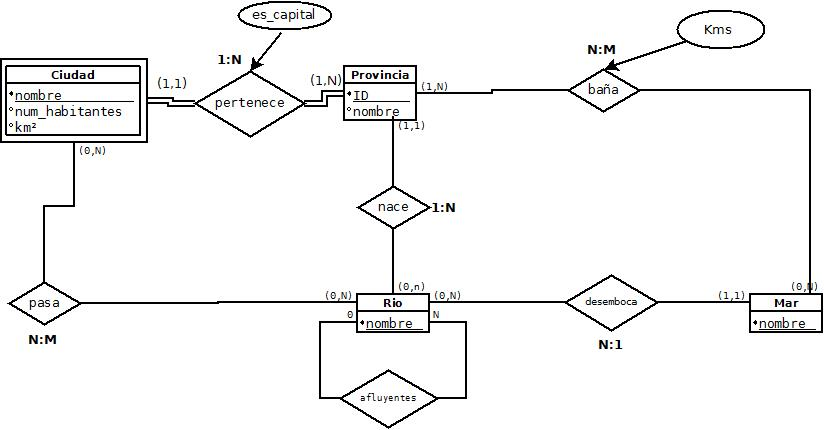 es_capital
Kms
1:N
N:M
Ciudad
nombre
num_habitantes
km²
(1,1)
pertenece
(1,N)
Provincia
ID
nombre
(1,N)
baña
(1,1)
(0,N)
nace
1:N
pasa
N:M
(0,N)
(0,n)
(0,N)
Rio
nombre
0
N
afluyentes
desemboca
N:1
(1,1)
(0,N)
Mar
nombre